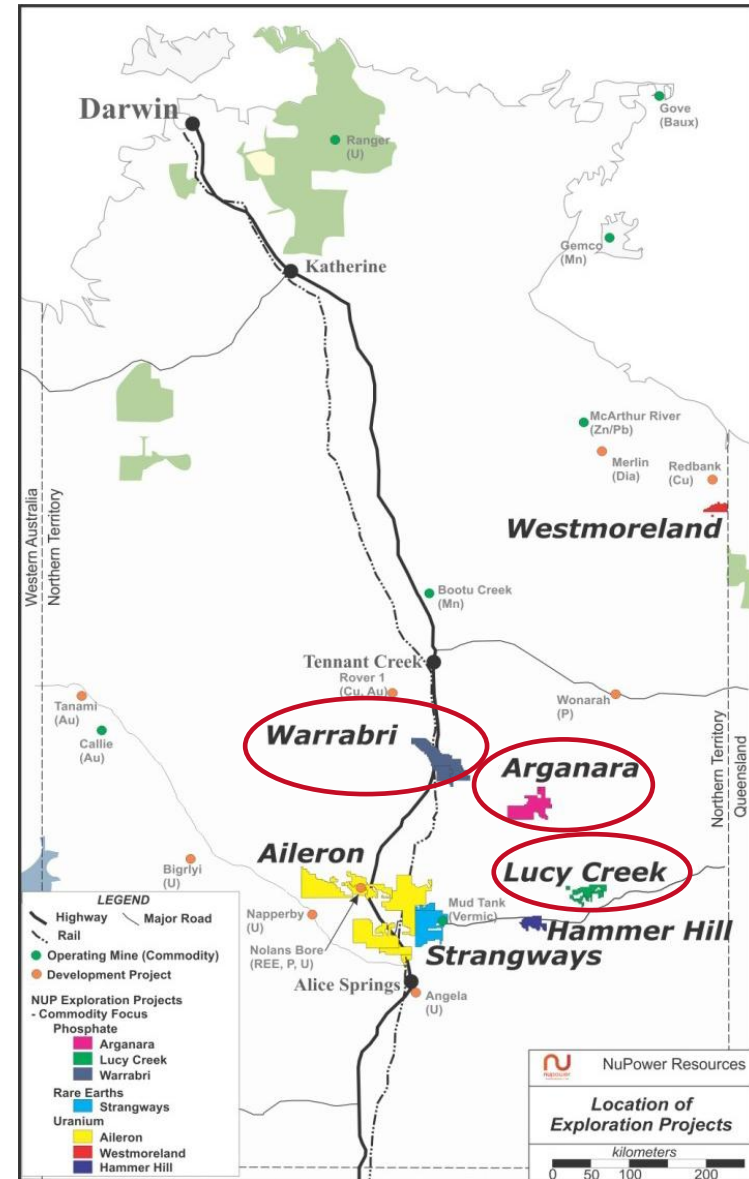 Darwin
Ranger
(U)
Gove
(Baux)
Gemco
(Mn)
Katherine
McArthur River
(Zn/Pb)
Merlin
(Dia)
Redbank
(Cu)
Westmoreland
Western Australia
Northern Territory
Bootu Creek
(Mn)
Tennant Creek
Rover 1
(Cu, Au)
Tanami
(Au)
Callie
(Au)
Wonarah
(P)
Warrabri
Arganara
Northern Territory
Queensland
Aileron
Lucy Creek
Bigrlyi
(U)
Napperby
(U)
Mud Tank
(Vermic)
Hammer Hill
Nolans Bore
(REE, P, U)
Strangways
Alice Springs
Angela
(U)
LEGEND
Highway
Major Road
Rail
Operating Mine (Commodity)
Development Project
NUP Exploration Projects
- Commodity Focus
Phosphate
Arganara
Lucy Creek
Warrabri
Rare Earths
Strangways
Uranium
Aileron
Westmoreland
Hammer Hill
NuPower Resources
Location of
Exploration Projects
kilometers
0 50 100 200